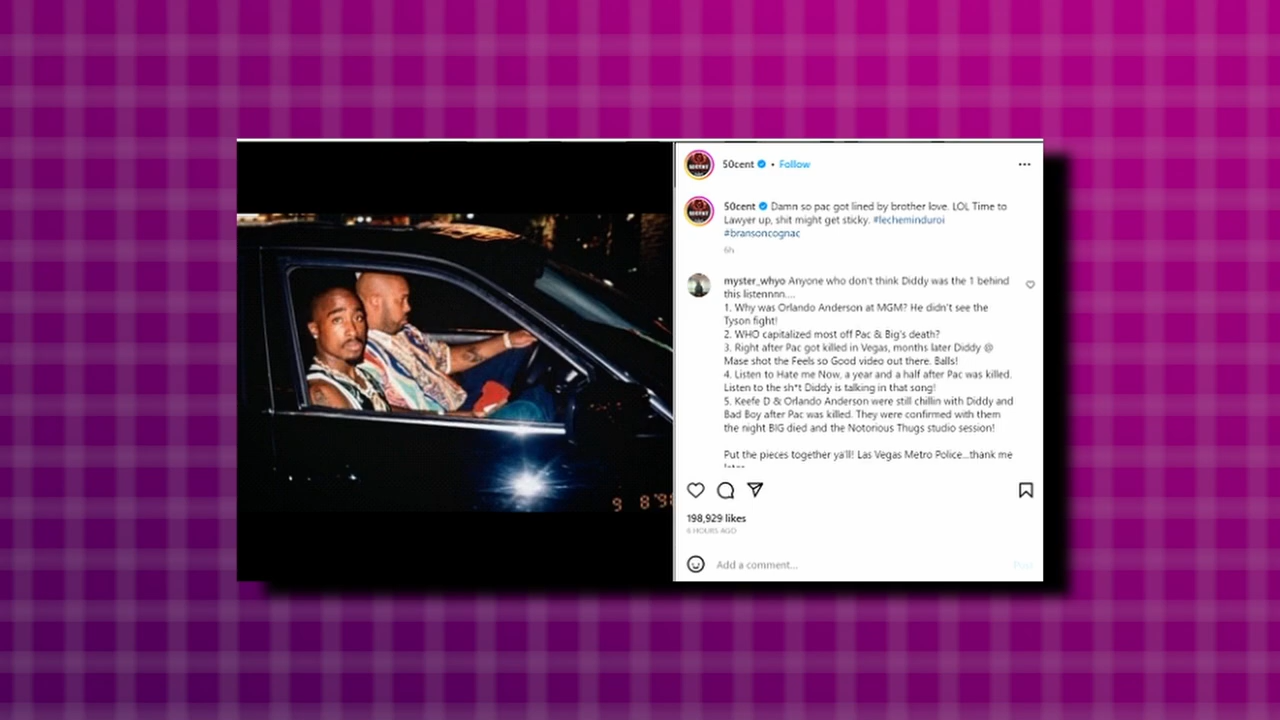 50cent • Follow
50cent Damn so pac got lined by brother love. LOL Time to
Lawyer up, shit might get sticky. #lecheminduroi
#bransoncognac
6h
myster_whyo Anyone who don't think Diddy was the 1 behind
this listennnn....
1. Why was Orlando Anderson at MGM? He didn't see the
Tyson fight!
2. WHO capitalized most off Pac & Big's death?
3. Right after Pac got killed in Vegas, months later Diddy @
Mase shot the Feels so Good video out there. Balls!
4. Listen to Hate me Now, a year and a half after Pac was killed.
Listen to the sh*t Diddy is talking in that song!
5. Keefe D & Orlando Anderson were still chillin with Diddy and
Bad Boy after Pac was killed. They were confirmed with them
the night BIG died and the Notorious Thugs studio session!
Put the pieces together ya'll! Las Vegas Metro Police...thank me
later
198,929 likes
6 HOURS AGO
Add a comment...
Post
9 8'9